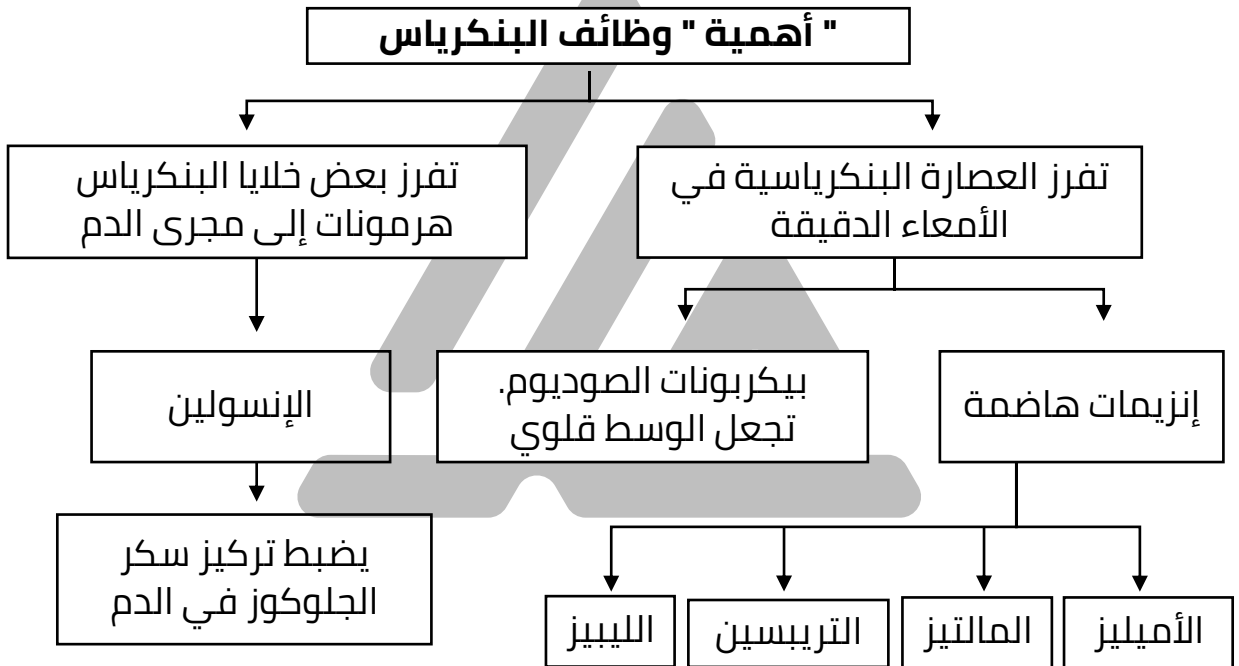 " أهمية " وظائف البنكرياس
تفرز العصارة البنكرياسية في
الأمعاء الدقيقة
تفرز بعض خلايا البنكرياس
هرمونات إلى مجرى الدم
إنزيمات هاضمة
بيكربونات الصوديوم.
تجعل الوسط قلوي
الإنسولين
يضبط تركيز سكر
الجلوكوز في الدم
الأميليز
المالتيز
التريبسين
الليبيز